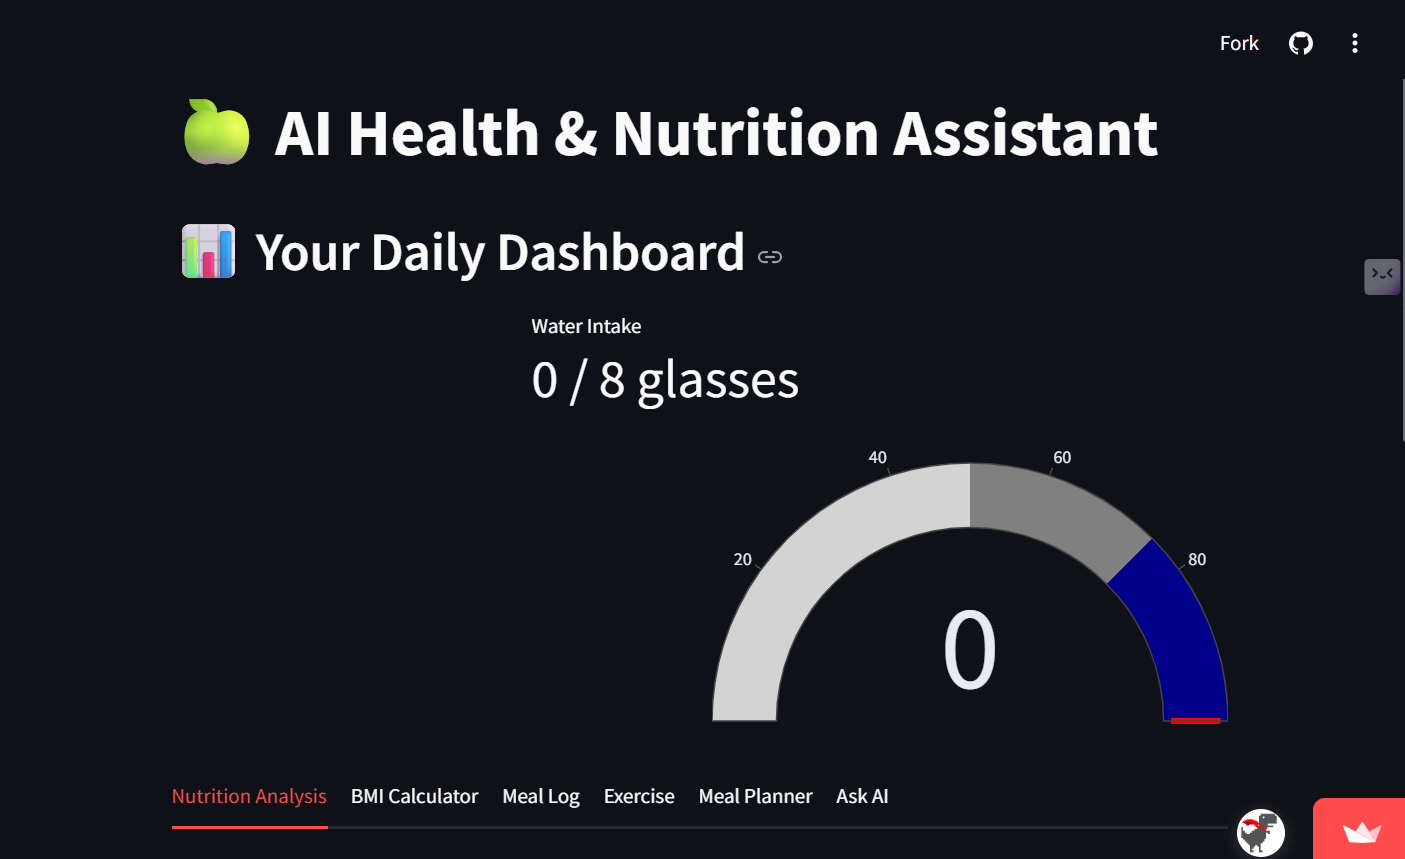 Fork
AI Health & Nutrition Assistant
Your Daily Dashboard
Water Intake
0 / 8 glasses
40
60
20
80
0
Nutrition Analysis
BMI Calculator
Meal Log
Exercise
Meal Planner
Ask AI